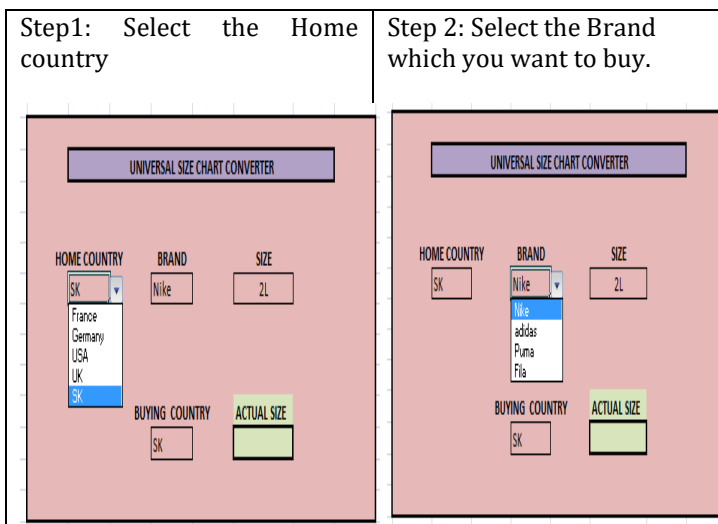 Step1: Select the Home
country
Step 2: Select the Brand
which you want to buy.
UNIVERSAL SIZE CHART CONVERTER
HOME COUNTRY BRAND SIZE
SK Nike 2L
France
Germany
USA
UK
SK
BUYING COUNTRY ACTUAL SIZE
SK
UNIVERSAL SIZE CHART CONVERTER
HOME COUNTRY BRAND SIZE
SK Nike 2L
Nike
adidas
Puma
Fila
BUYING COUNTRY ACTUAL SIZE
SK